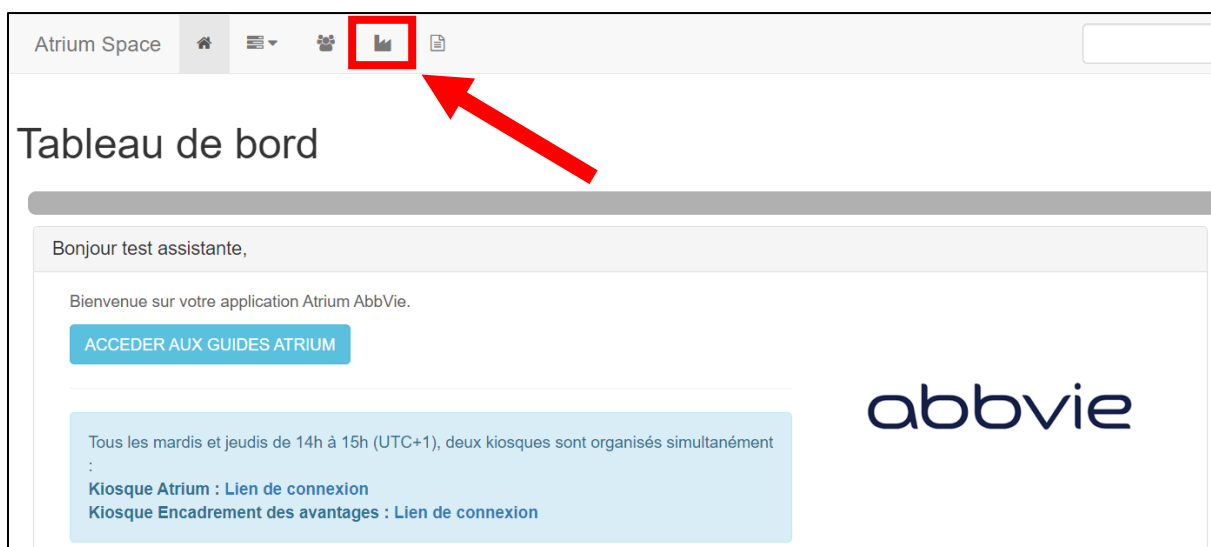 Atrium Space
Tableau de bord
Bonjour test assistante,
Bienvenue sur votre application Atrium AbbVie.
ACCEDER AUX GUIDES ATRIUM
abbvie
Tous les mardis et jeudis de 14h à 15h (UTC+1), deux kiosques sont organisés simultanément
:
Kiosque Atrium : Lien de connexion
Kiosque Encadrement des avantages : Lien de connexion